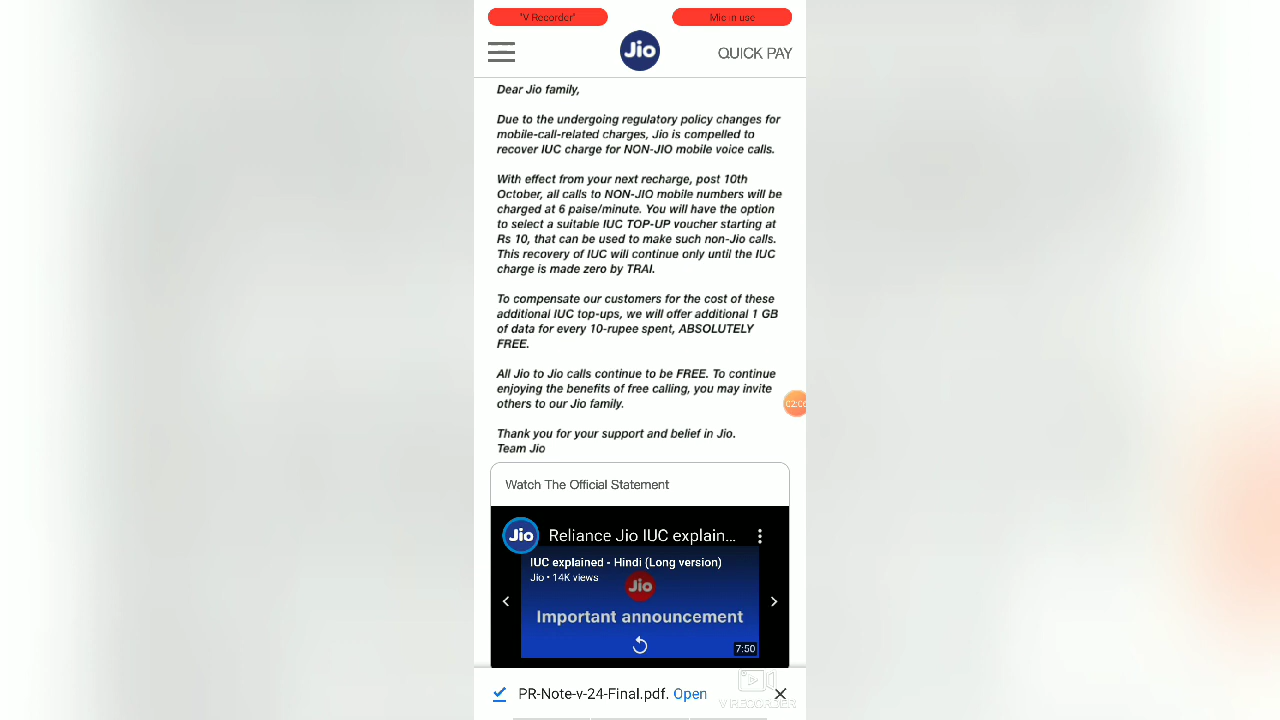 "V Recorder"
Mic in use
Jio
QUICK PAY
Dear Jio family,
Due to the undergoing regulatory policy changes for
mobile-call-related charges, Jio is compelled to
recover IUC charge for NON-JIO mobile voice calls.
With effect from your next recharge, post 10th
October, all calls to NON-JIO mobile numbers will be
charged at 6 paise/minute. You will have the option
to select a suitable IUC TOP-UP voucher starting at
Rs 10, that can be used to make such non-Jio calls.
This recovery of IUC will continue only until the IUC
charge is made zero by TRAI.
To compensate our customers for the cost of these
additional IUC top-ups, we will offer additional 1 GB
of data for every 10-rupee spent, ABSOLUTELY
FREE.
All Jio to Jio calls continue to be FREE. To continue
enjoying the benefits of free calling, you may invite
others to our Jio family.
02:06
Thank you for your support and belief in Jio.
Team Jio
Watch The Official Statement
Jio
Reliance Jio IUC explain...
IUC explained - Hindi (Long version)
Jio • 14K views
Jio
Important announcement
7:50
PR-Note-v-24-Final.pdf. Open
V RECORDER